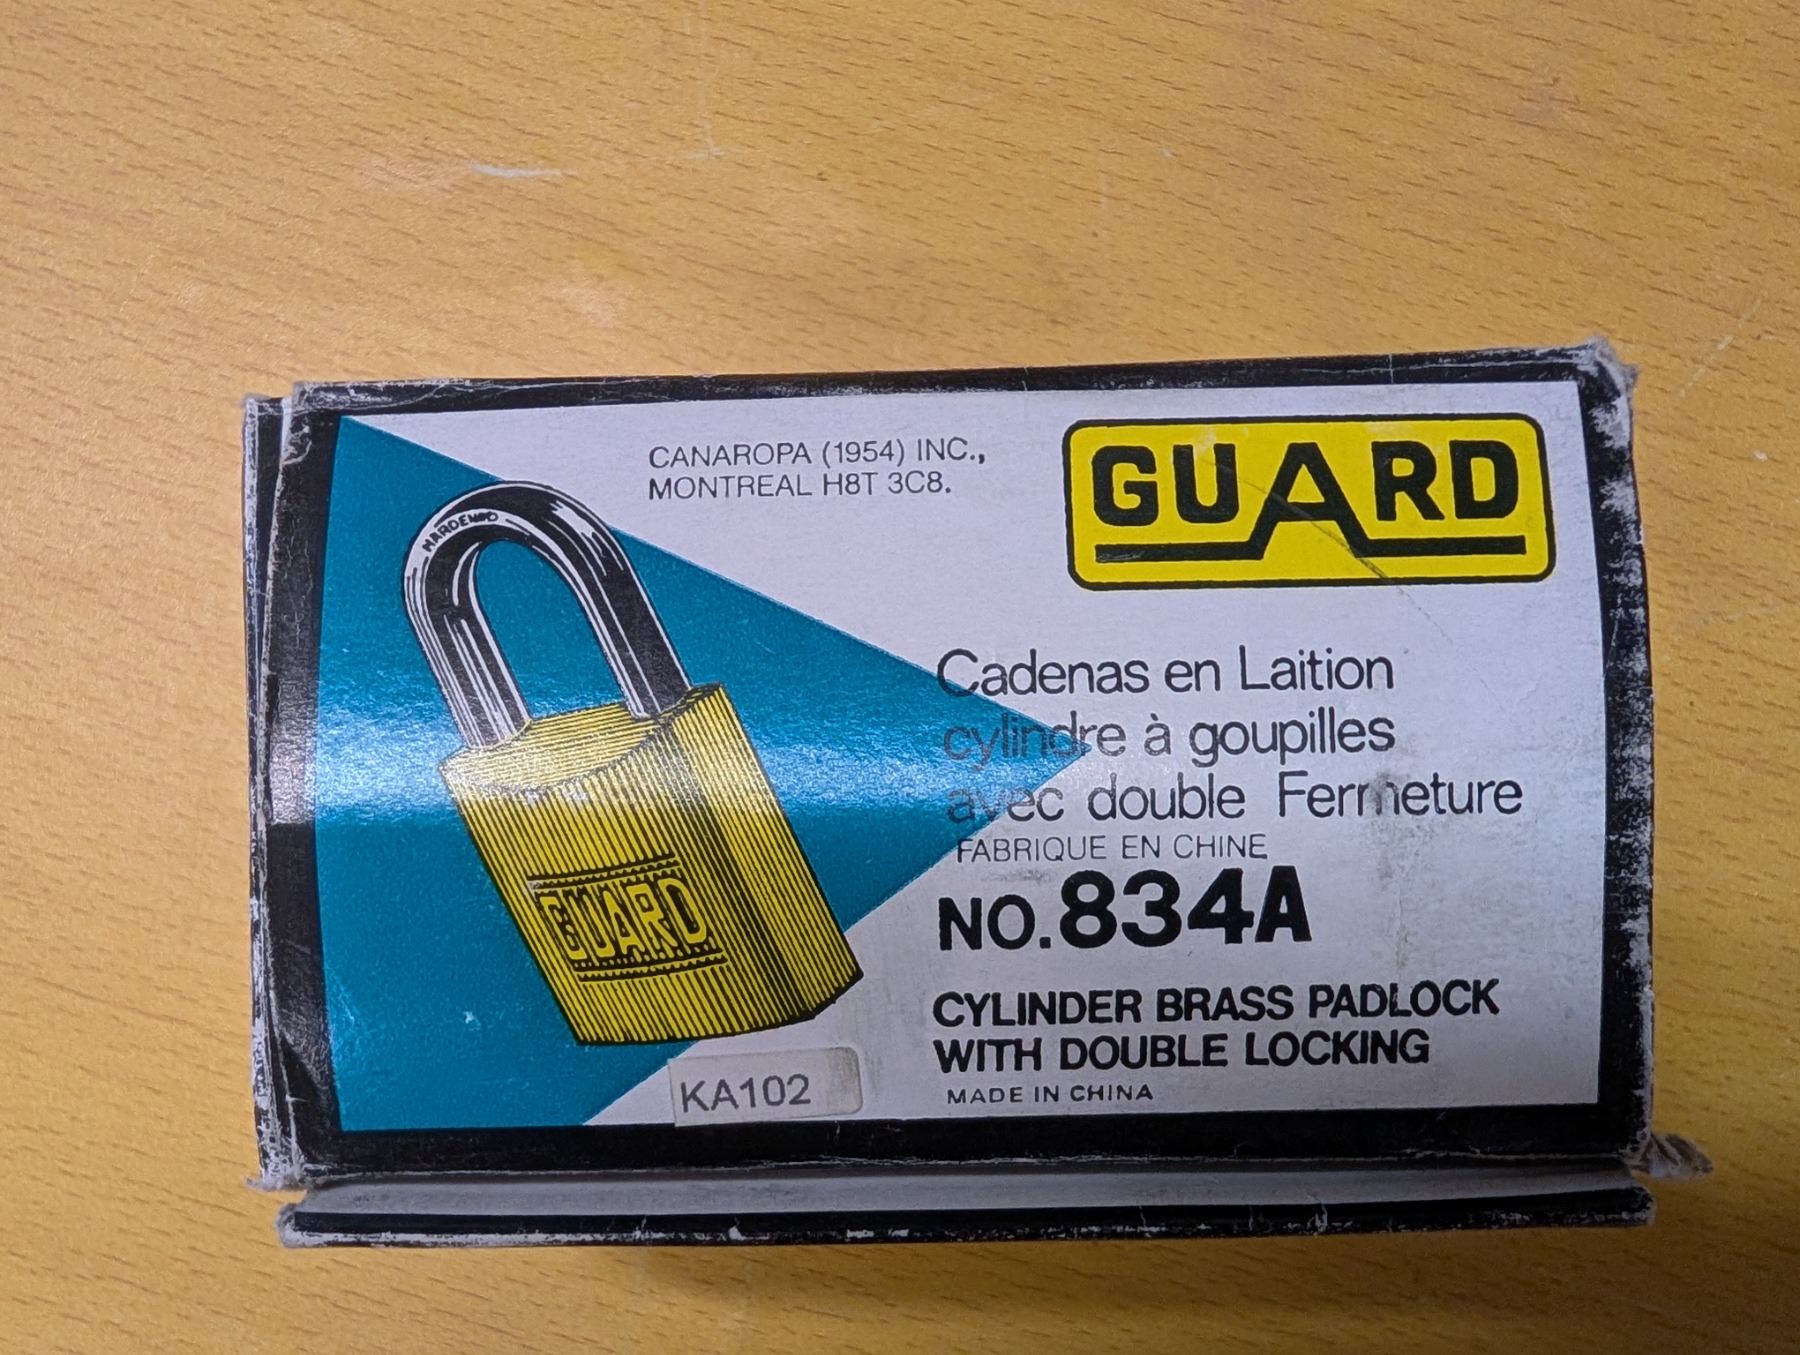 CANAROPA (1954) INC.,
MONTREAL H8T 3C8.
GUARD
HARDENED
Cadenas en Laition
cylindre à goupilles
avec double Fermeture
FABRIQUE EN CHINE
NO. 834A
GUARD
CYLINDER BRASS PADLOCK
WITH DOUBLE LOCKING
MADE IN CHINA
KA102